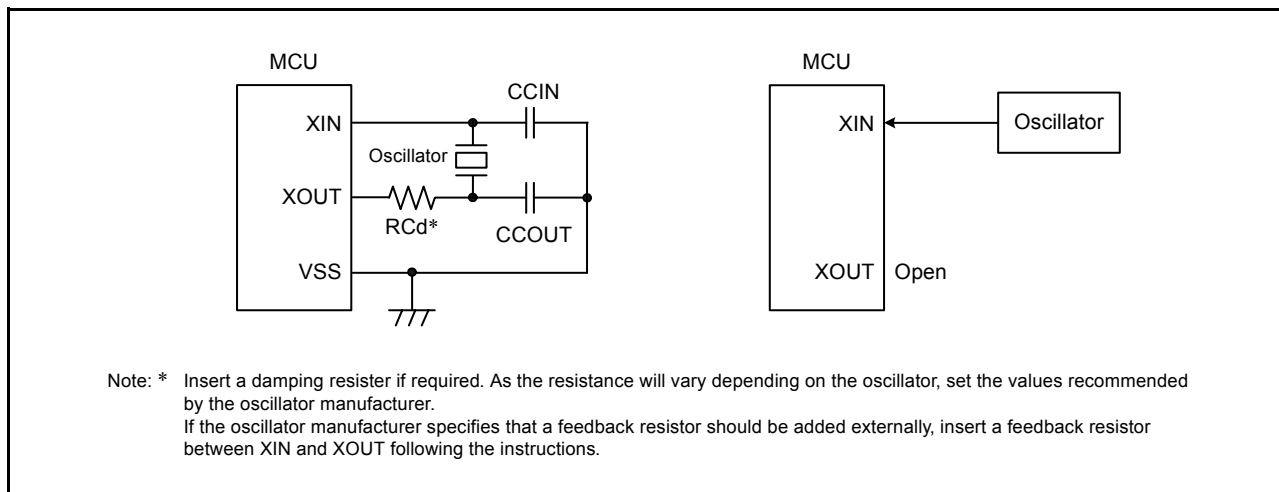 MCU
XIN
CCIN
Oscillator
XOUT
RCd*
CCOUT
VSS
MCU
XIN
Oscillator
XOUT
Open
Note: * Insert a damping resister if required. As the resistance will vary depending on the oscillator, set the values recommended
by the oscillator manufacturer.
If the oscillator manufacturer specifies that a feedback resistor should be added externally, insert a feedback resistor
between XIN and XOUT following the instructions.